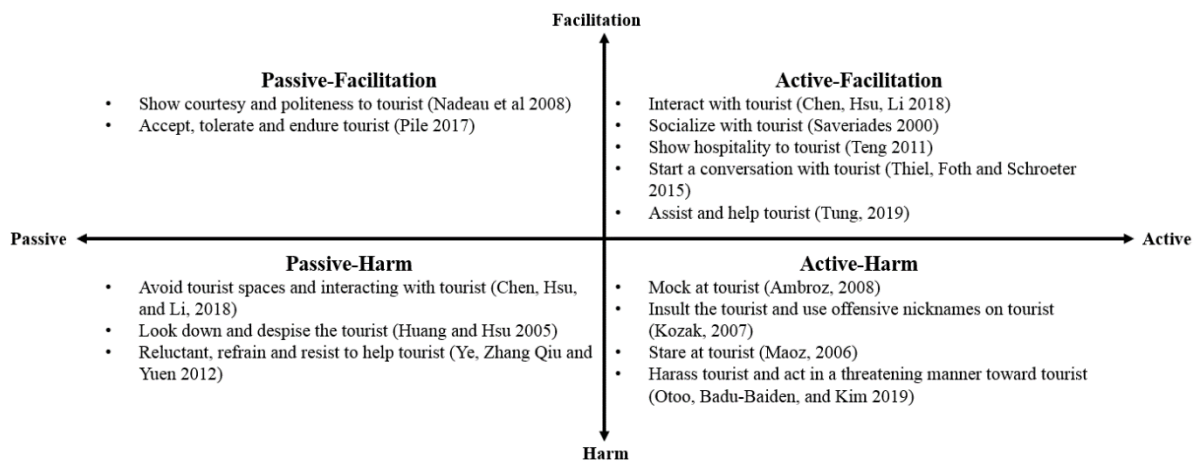 Facilitation
Passive-Facilitation
• Show courtesy and politeness to tourist (Nadeau et al 2008)
• Accept, tolerate and endure tourist (Pile 2017)
Active-Facilitation
• Interact with tourist (Chen, Hsu, Li 2018)
• Socialize with tourist (Saveriades 2000)
• Show hospitality to tourist (Teng 2011)
• Start a conversation with tourist (Thiel, Foth and Schroeter
2015)
• Assist and help tourist (Tung, 2019)
Passive
Active
Passive-Harm
• Avoid tourist spaces and interacting with tourist (Chen, Hsu,
and Li, 2018)
• Look down and despise the tourist (Huang and Hsu 2005)
• Reluctant, refrain and resist to help tourist (Ye, Zhang Qiu and
Yuen 2012)
Active-Harm
• Mock at tourist (Ambroz, 2008)
• Insult the tourist and use offensive nicknames on tourist
(Kozak, 2007)
• Stare at tourist (Maoz, 2006)
• Harass tourist and act in a threatening manner toward tourist
(Otoo, Badu-Baiden, and Kim 2019)
Harm